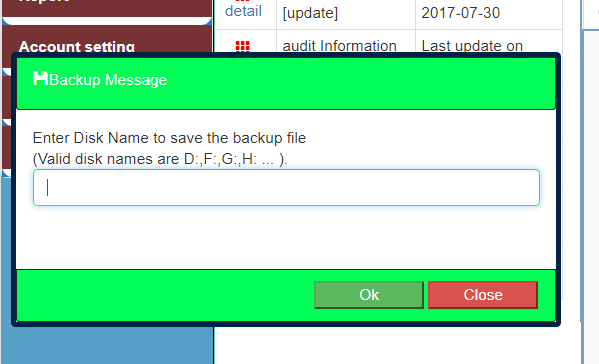 detail [update] 2017-07-30
Account setting audit Information Last update on
Backup Message
Enter Disk Name to save the backup file
(Valid disk names are D:,F:,G:,H: ... ).
Ok Close